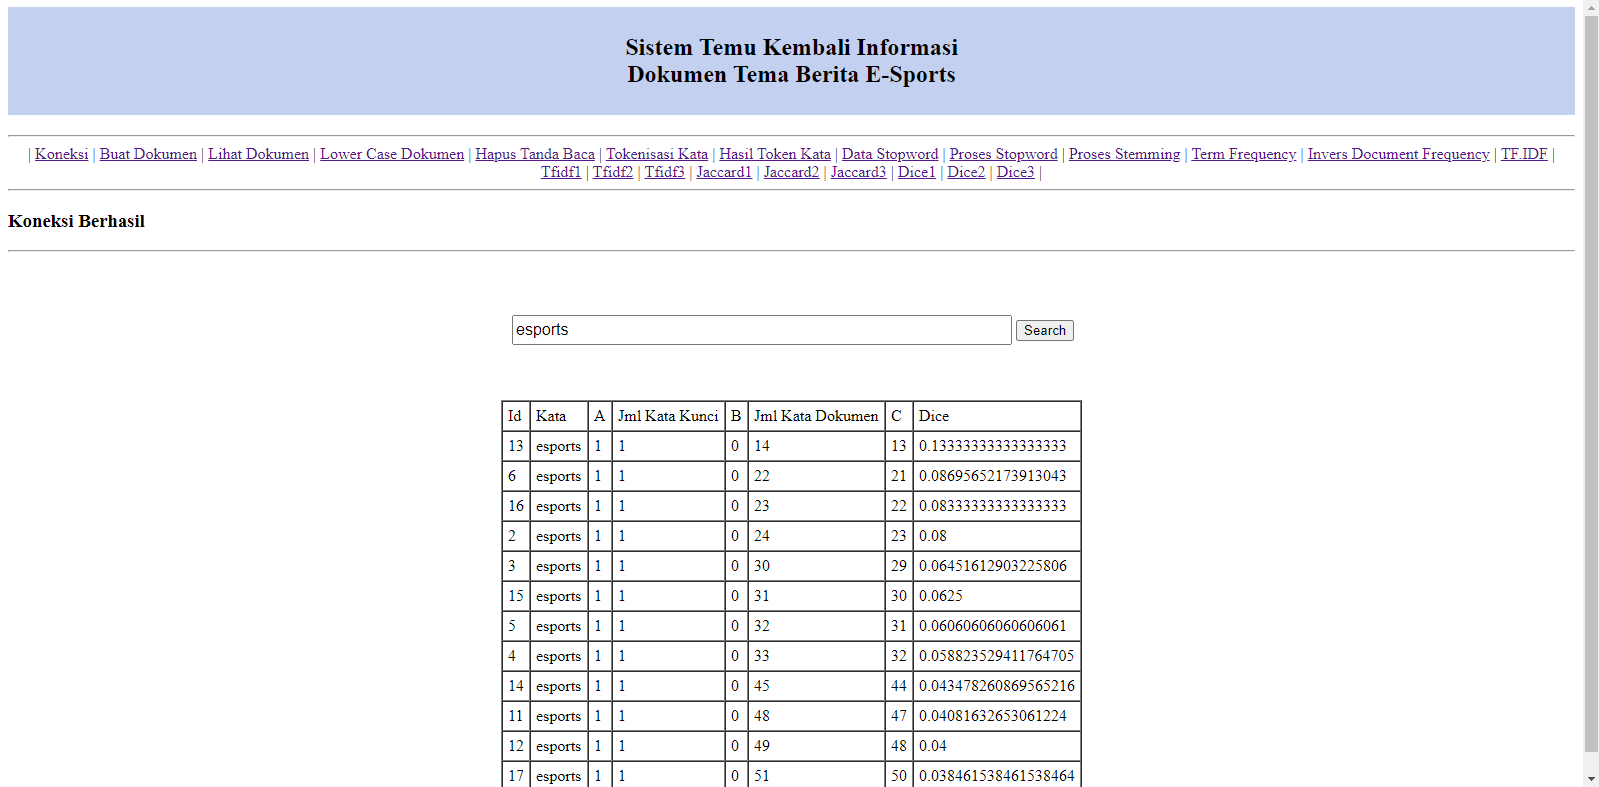 Sistem Temu Kembali Informasi
Dokumen Tema Berita E-Sports
| Koneksi | Buat Dokumen | Lihat Dokumen | Lower Case Dokumen | Hapus Tanda Baca | Tokenisasi Kata | Hasil Token Kata | Data Stopword | Proses Stopword | Proses Stemming | Term Frequency | Invers Document Frequency | TF.IDF |
Tfidf1 | Tfidf2 | Tfidf3 | Jaccard1 | Jaccard2 | Jaccard3 | Dice1 | Dice2 | Dice3 |
Koneksi Berhasil
esports Search
Id Kata A Jml Kata Kunci B Jml Kata Dokumen C Dice
13 esports 1 1 0 14 13 0.13333333333333333
6 esports 1 1 0 22 21 0.08695652173913043
16 esports 1 1 0 23 22 0.08333333333333333
2 esports 1 1 0 24 23 0.08
3 esports 1 1 0 30 29 0.06451612903225806
15 esports 1 1 0 31 30 0.0625
5 esports 1 1 0 32 31 0.06060606060606061
4 esports 1 1 0 33 32 0.058823529411764705
14 esports 1 1 0 45 44 0.043478260869565216
11 esports 1 1 0 48 47 0.04081632653061224
12 esports 1 1 0 49 48 0.04
17 esports 1 1 0 51 50 0.038461538461538464